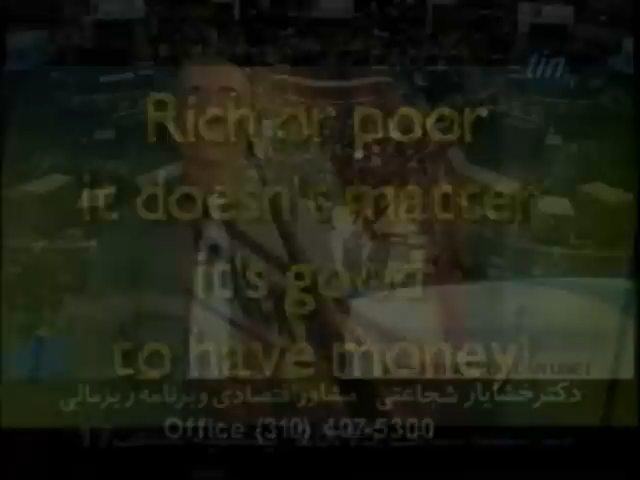 tin
Rich or poor
it doesn't matter
it's good
to have money!
دکتر خشایار شجاعتی مشاور اقتصادی و برنامه ریز مالی
Office (310) 407-5300